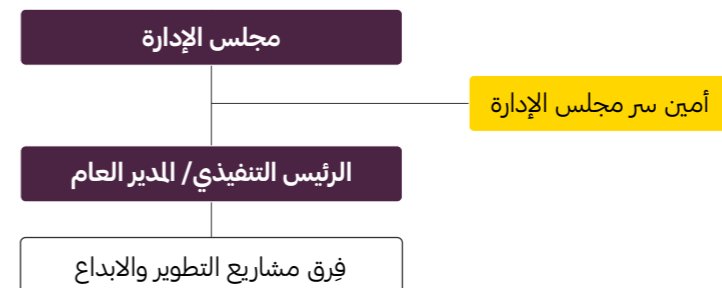 مجلس الإدارة
أمين سر مجلس الإدارة
الرئيس التنفيذي/ المدير العام
فِرق مشاريع التطوير والابداع